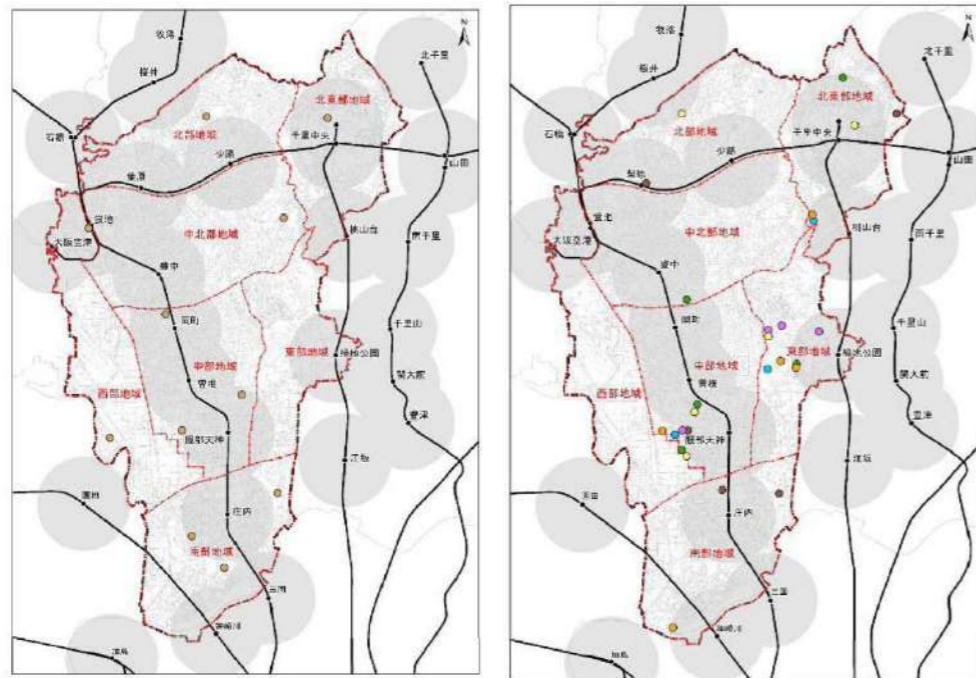 N
牧落
北千里
桜井
北東部地域
北部地域
石橋
千里中央
少路
山田
柴原
蛍池
中北部地域
大阪空港
桃山台
南千里
豊中
岡町
千里山
東部地域
緑地公園
中部地域
曽根
関大前
西部地域
豊津
服部天神
江坂
園田
庄内
南部地域
三国
神崎川
加島
N
牧落
北千里
桜井
北東部地域
北部地域
石橋
千里中央
少路
山田
柴原
蛍池
中北部地域
大阪空港
桃山台
南千里
豊中
岡町
千里山
東部地域
緑地公園
中部地域
曽根
関大前
西部地域
豊津
服部天神
江坂
園田
庄内
南部地域
三国
神崎川
加島